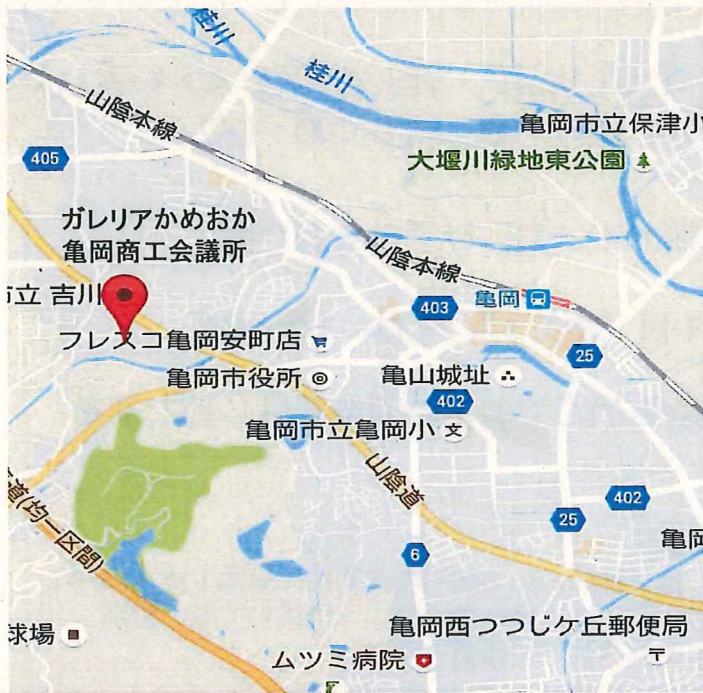 桂川
桂川
山陰本線
亀岡市立保津小
405
大堰川緑地東公園
ガレリアかめおか
亀岡商工会議所
山陰本線
市立 吉川
403
亀岡
フレスコ亀岡安町店
25
亀岡市役所
亀山城址
402
亀岡市立亀岡小 文
山陰道
402
道(均一区間)
25
亀岡
6
球場
亀岡西つつじケ丘郵便局
〒
ムツミ病院